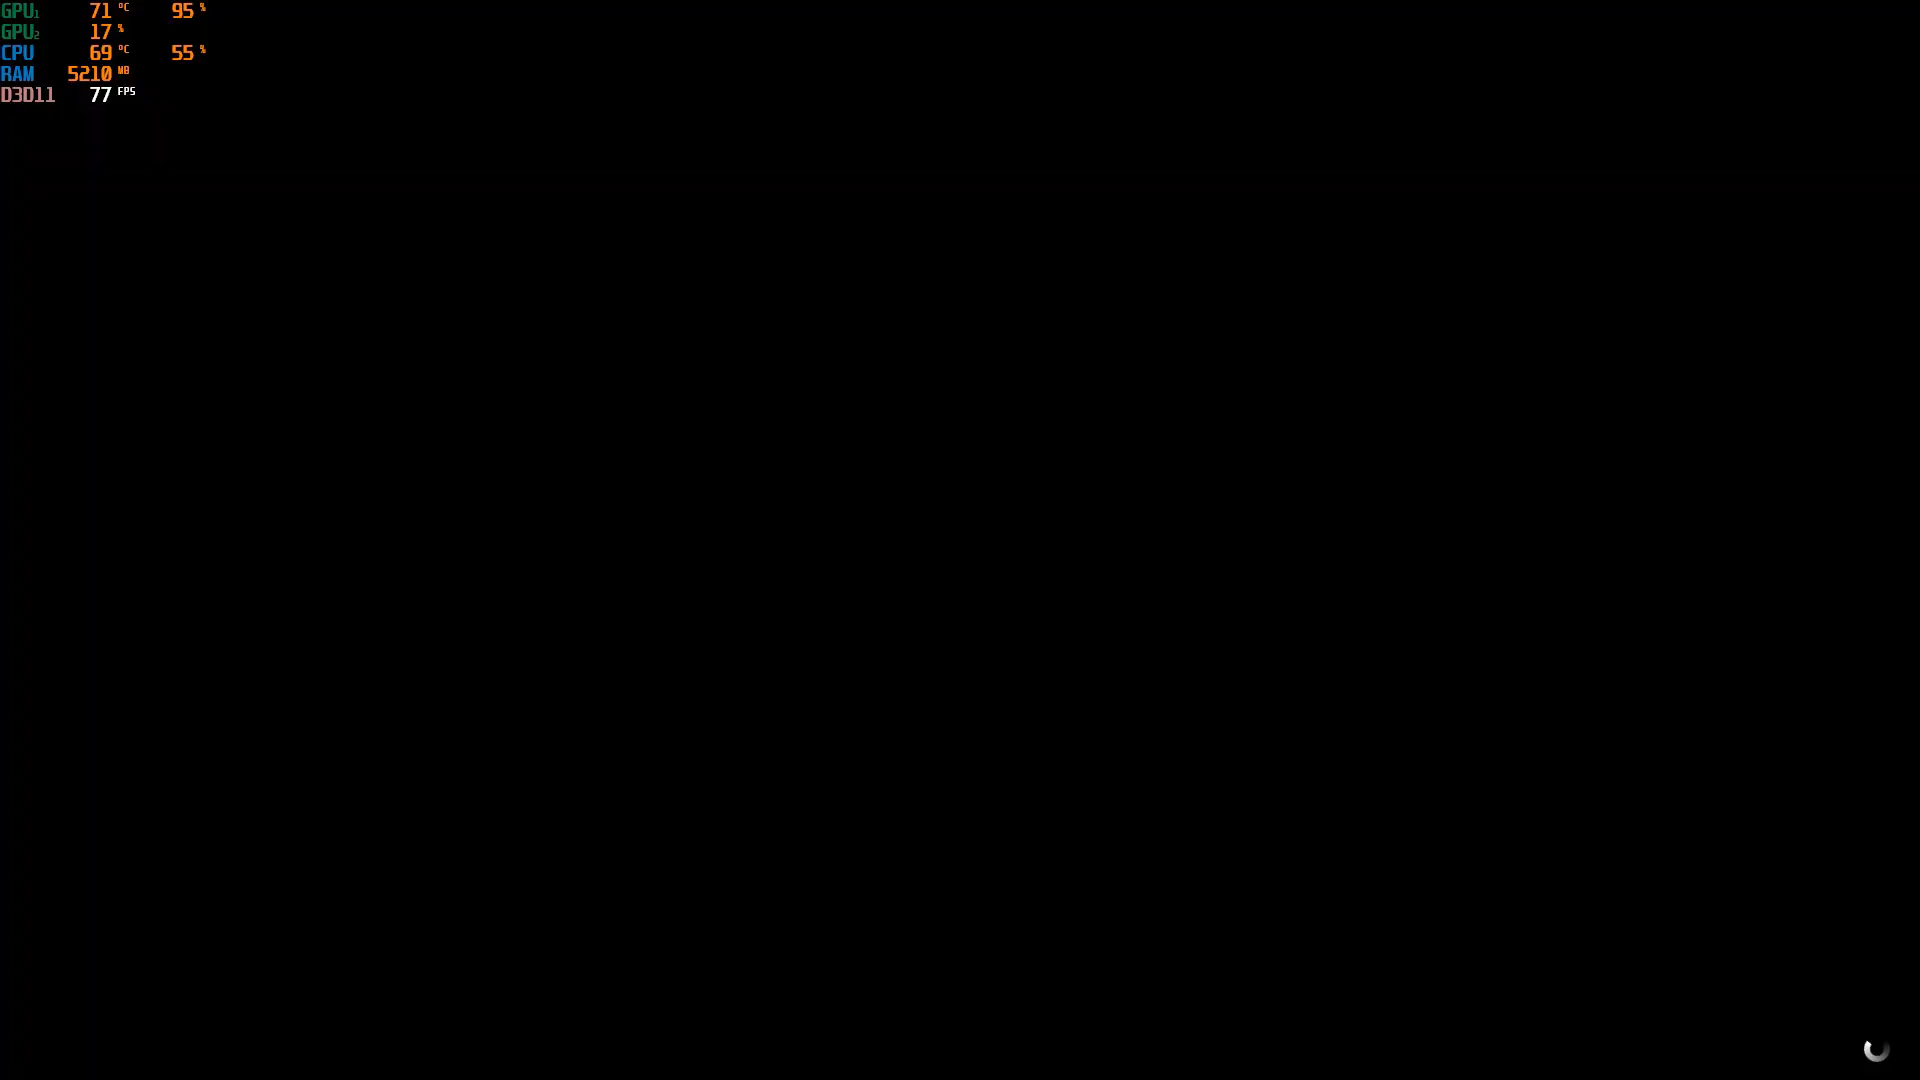 GPU1 71 °C 95 %
GPU2 17 %
CPU 69 °C 55 %
RAM 5210 MB
D3D11 77 FPS